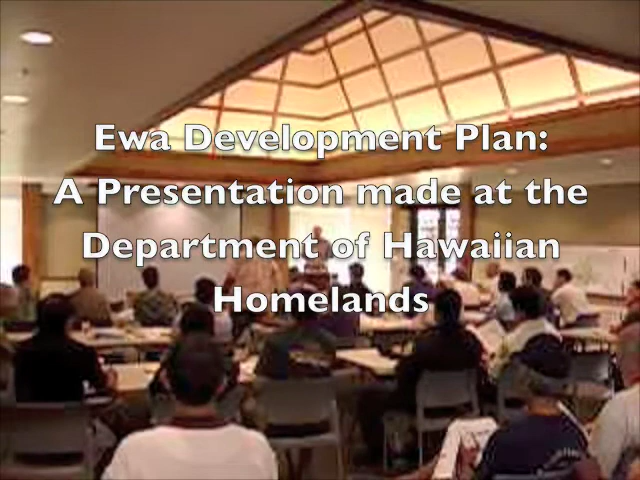 Ewa Development Plan:
A Presentation made at the
Department of Hawaiian
Homelands